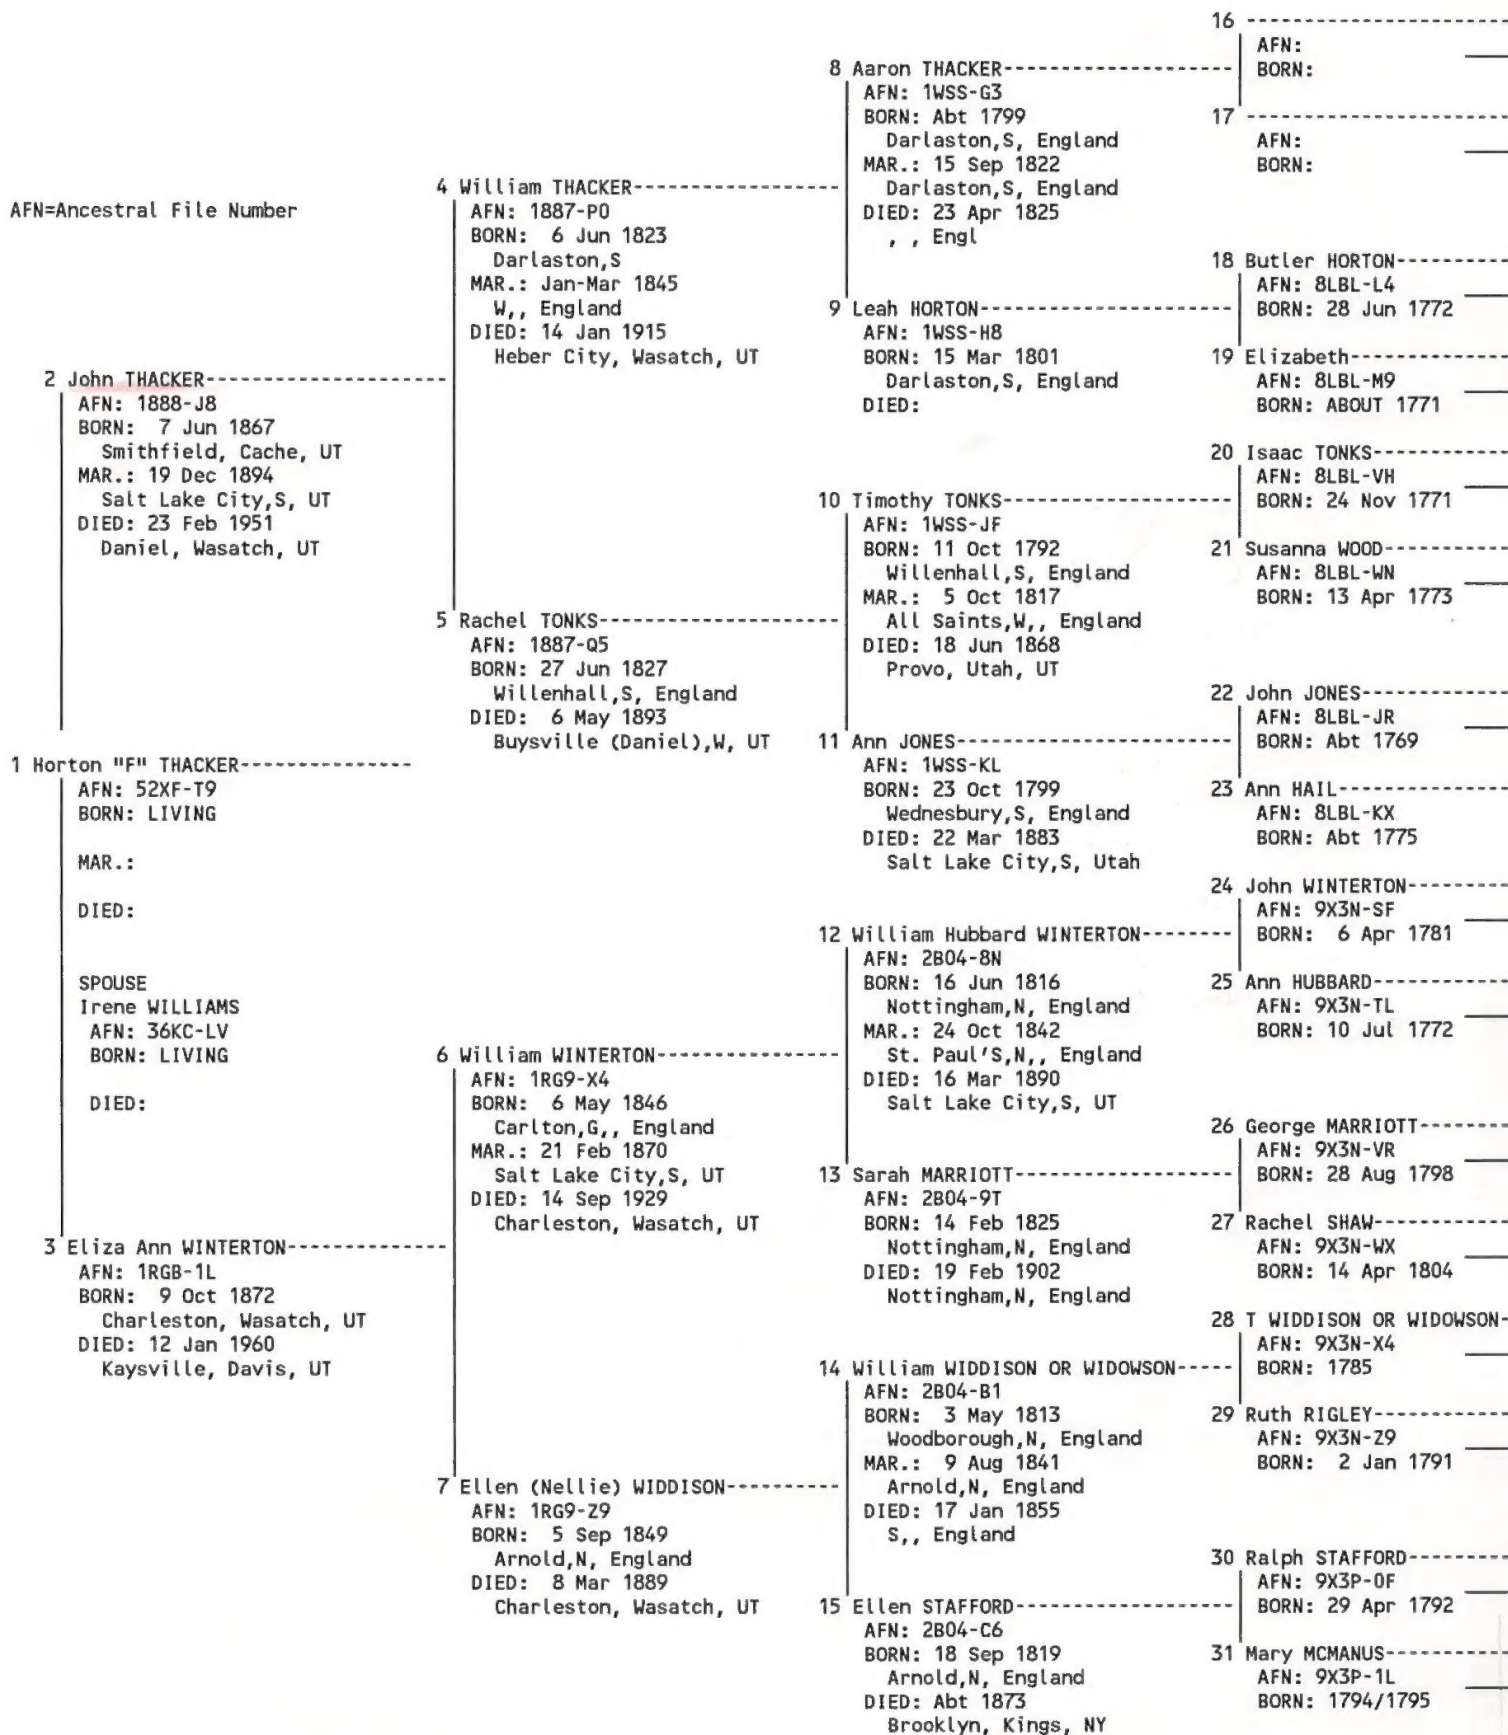 AFN=Ancestral File Number
1 Horton "F" THACKER---------------
AFN: 52XF-T9
BORN: LIVING
MAR.:
DIED:
SPOUSE
Irene WILLIAMS
AFN: 36KC-LV
BORN: LIVING
DIED:
2 John THACKER---------------------
AFN: 1888-J8
BORN:  7 Jun 1867
Smithfield, Cache, UT
MAR.: 19 Dec 1894
Salt Lake City,S, UT
DIED: 23 Feb 1951
Daniel, Wasatch, UT
3 Eliza Ann WINTERTON--------------
AFN: 1RGB-1L
BORN:  9 Oct 1872
Charleston, Wasatch, UT
DIED: 12 Jan 1960
Kaysville, Davis, UT
4 William THACKER------------------
AFN: 1887-P0
BORN:  6 Jun 1823
Darlaston,S
MAR.: Jan-Mar 1845
W,, England
DIED: 14 Jan 1915
Heber City, Wasatch, UT
5 Rachel TONKS---------------------
AFN: 1887-Q5
BORN: 27 Jun 1827
Willenhall,S, England
DIED:  6 May 1893
Buysville (Daniel),W, UT
6 William WINTERTON----------------
AFN: 1RG9-X4
BORN:  6 May 1846
Carlton,G,, England
MAR.: 21 Feb 1870
Salt Lake City,S, UT
DIED: 14 Sep 1929
Charleston, Wasatch, UT
7 Ellen (Nellie) WIDDISON----------
AFN: 1RG9-Z9
BORN:  5 Sep 1849
Arnold,N, England
DIED:  8 Mar 1889
Charleston, Wasatch, UT
8 Aaron THACKER--------------------
AFN: 1WSS-G3
BORN: Abt 1799
Darlaston,S, England
MAR.: 15 Sep 1822
Darlaston,S, England
DIED: 23 Apr 1825
, , Engl
9 Leah HORTON----------------------
AFN: 1WSS-H8
BORN: 15 Mar 1801
Darlaston,S, England
DIED:
10 Timothy TONKS--------------------
AFN: 1WSS-JF
BORN: 11 Oct 1792
Willenhall,S, England
MAR.:  5 Oct 1817
All Saints,W,, England
DIED: 18 Jun 1868
Provo, Utah, UT
11 Ann JONES------------------------
AFN: 1WSS-KL
BORN: 23 Oct 1799
Wednesbury,S, England
DIED: 22 Mar 1883
Salt Lake City,S, Utah
12 William Hubbard WINTERTON--------
AFN: 2B04-8N
BORN: 16 Jun 1816
Nottingham,N, England
MAR.: 24 Oct 1842
St. Paul'S,N,, England
DIED: 16 Mar 1890
Salt Lake City,S, UT
13 Sarah MARRIOTT-------------------
AFN: 2B04-9T
BORN: 14 Feb 1825
Nottingham,N, England
DIED: 19 Feb 1902
Nottingham,N, England
14 William WIDDISON OR WIDOWSON-----
AFN: 2B04-B1
BORN:  3 May 1813
Woodborough,N, England
MAR.:  9 Aug 1841
Arnold,N, England
DIED: 17 Jan 1855
S,, England
15 Ellen STAFFORD-------------------
AFN: 2B04-C6
BORN: 18 Sep 1819
Arnold,N, England
DIED: Abt 1873
Brooklyn, Kings, NY
16 ----------------------
AFN:
BORN:
17 ----------------------
AFN:
BORN:
18 Butler HORTON---------
AFN: 8LBL-L4
BORN: 28 Jun 1772
19 Elizabeth-------------
AFN: 8LBL-M9
BORN: ABOUT 1771
20 Isaac TONKS-----------
AFN: 8LBL-VH
BORN: 24 Nov 1771
21 Susanna WOOD----------
AFN: 8LBL-WN
BORN: 13 Apr 1773
22 John JONES------------
AFN: 8LBL-JR
BORN: Abt 1769
23 Ann HAIL--------------
AFN: 8LBL-KX
BORN: Abt 1775
24 John WINTERTON--------
AFN: 9X3N-SF
BORN:  6 Apr 1781
25 Ann HUBBARD-----------
AFN: 9X3N-TL
BORN: 10 Jul 1772
26 George MARRIOTT-------
AFN: 9X3N-VR
BORN: 28 Aug 1798
27 Rachel SHAW-----------
AFN: 9X3N-WX
BORN: 14 Apr 1804
28 T WIDDISON OR WIDOWSON-
AFN: 9X3N-X4
BORN: 1785
29 Ruth RIGLEY-----------
AFN: 9X3N-Z9
BORN:  2 Jan 1791
30 Ralph STAFFORD--------
AFN: 9X3P-0F
BORN: 29 Apr 1792
31 Mary MCMANUS----------
AFN: 9X3P-1L
BORN: 1794/1795